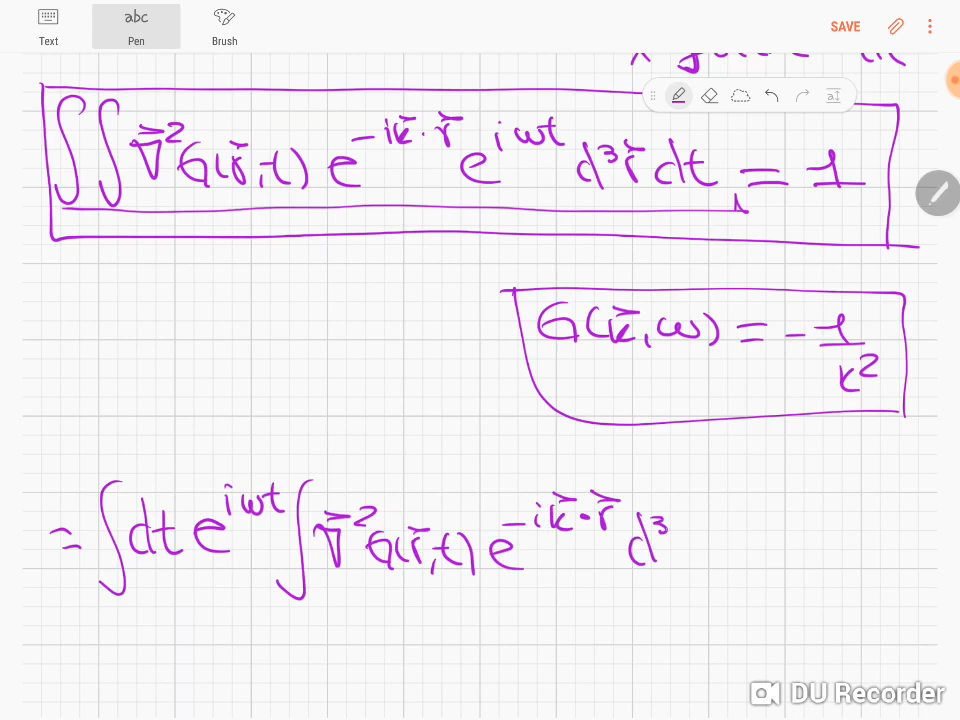 Text
abc
Pen
Brush
SAVE
∫∫ ∇⃗²G(r⃗,t) e^{-ik⃗·r⃗} e^{iωt} d³r⃗ dt = 1
G(k⃗,ω) = -1/k²
= ∫dt e^{iωt} ∫ ∇⃗²G(r⃗,t) e^{-ik⃗·r⃗} d³
DU Recorder